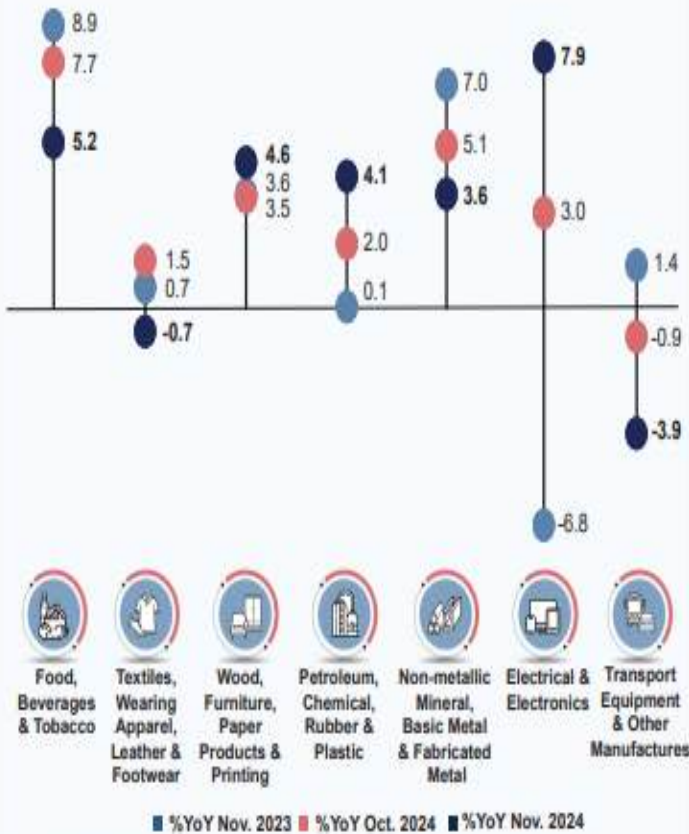 8.9
7.7
5.2
1.5
0.7
-0.7
4.6
3.6
3.5
4.1
2.0
0.1
7.0
5.1
3.6
7.9
3.0
-6.8
1.4
-0.9
-3.9
Food,
Beverages
& Tobacco
Textiles,
Wearing
Apparel,
Leather &
Footwear
Wood,
Furniture,
Paper
Products &
Printing
Petroleum,
Chemical,
Rubber &
Plastic
Non-metallic
Mineral,
Basic Metal
& Fabricated
Metal
Electrical &
Electronics
Transport
Equipment
& Other
Manufactures
%YoY Nov. 2023 %YoY Oct. 2024 %YoY Nov. 2024